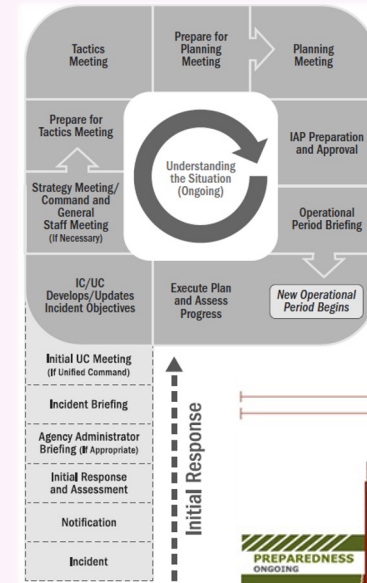 Tactics
Meeting
Prepare for
Planning
Meeting
Planning
Meeting
Prepare for
Tactics Meeting
Understanding
the Situation
(Ongoing)
IAP Preparation
and Approval
Strategy Meeting/
Command and
General
Staff Meeting
(If Necessary)
Operational
Period Briefing
IC/UC
Develops/Updates
Incident Objectives
Execute Plan
and Assess
Progress
New Operational
Period Begins
Initial UC Meeting
(If Unified Command)
Incident Briefing
Agency Administrator
Briefing (If Appropriate)
Initial Response
and Assessment
Notification
Incident
Initial Response
PREPAREDNESS
ONGOING